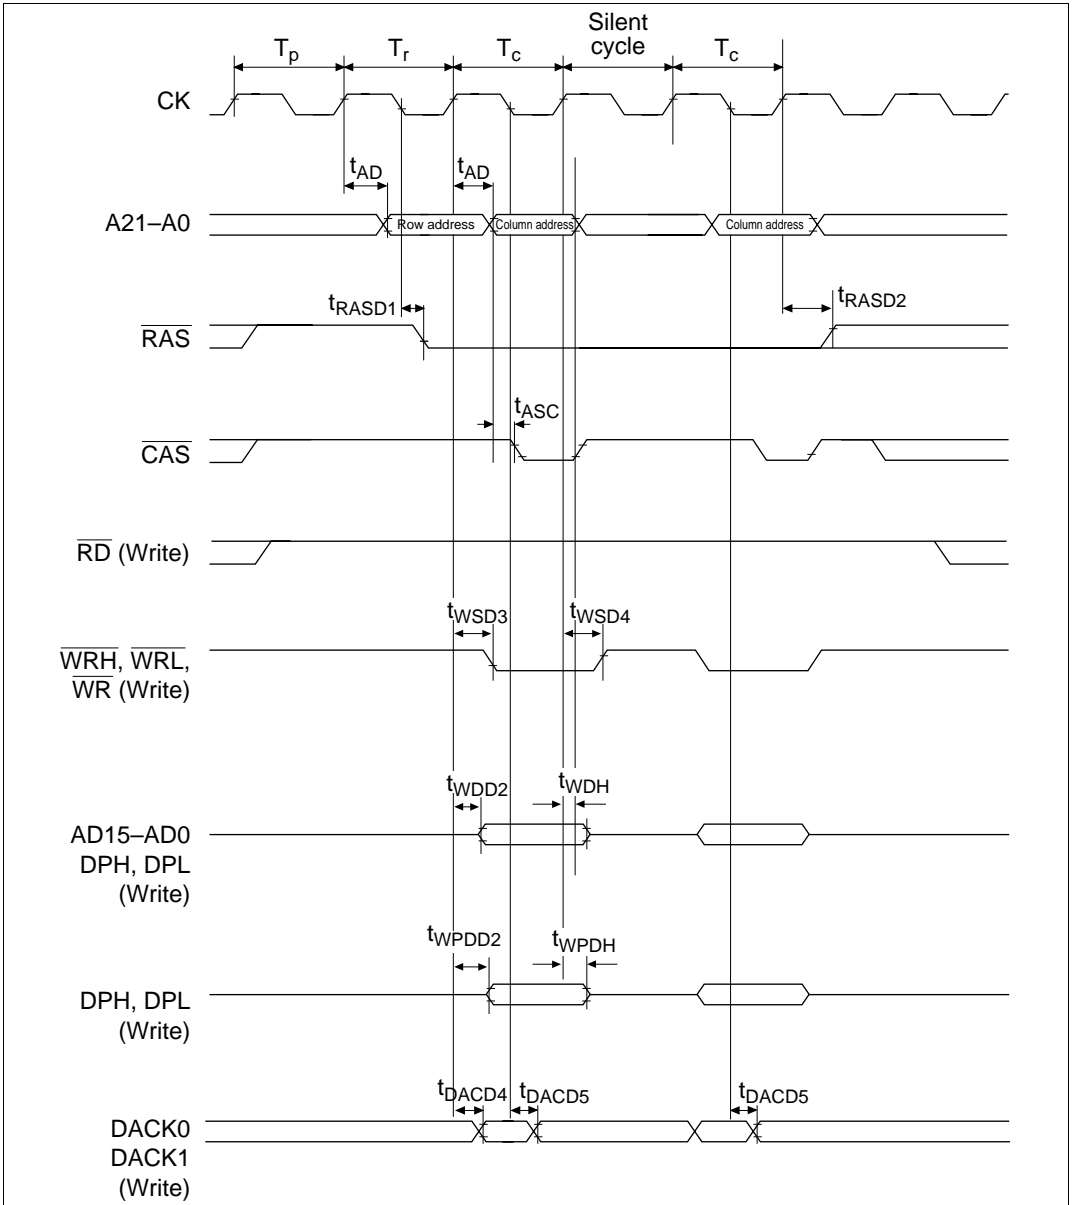 Silent
cycle
Tp Tr Tc Tc
CK
tAD tAD
A21–A0
Row address Column address Column address
tRASD1 tRASD2
RAS
tASC
CAS
RD (Write)
tWSD3 tWSD4
WRH, WRL,
WR (Write)
tWDD2 tWDH
AD15–AD0
DPH, DPL
(Write)
tWPDD2 tWPDH
DPH, DPL
(Write)
tDACD4 tDACD5 tDACD5
DACK0
DACK1
(Write)